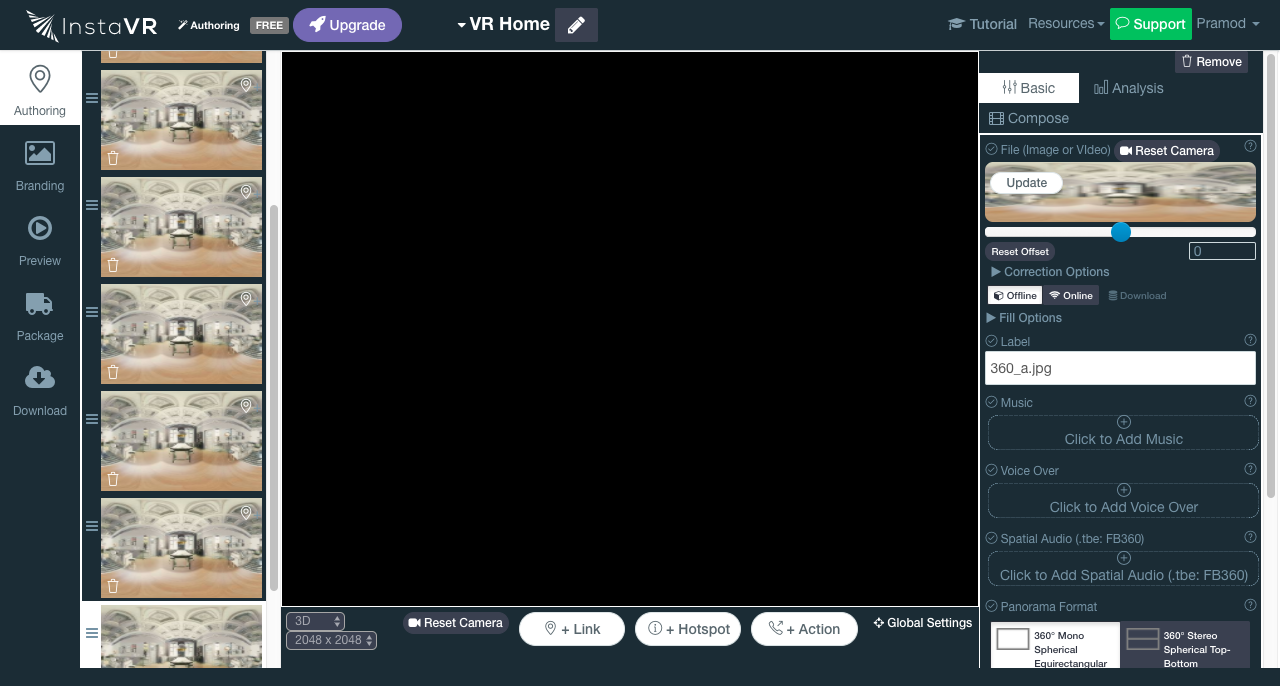 InstaVR
Authoring
FREE
Upgrade
VR Home
Tutorial
Resources
Support
Pramod
Authoring
Branding
Preview
Package
Download
3D
2048 x 2048
Reset Camera
+ Link
+ Hotspot
+ Action
Global Settings
Remove
Basic
Analysis
Compose
File (Image or VIdeo)
Reset Camera
Update
Reset Offset
0
Correction Options
Offline
Online
Download
Fill Options
Label
360_a.jpg
Music
Click to Add Music
Voice Over
Click to Add Voice Over
Spatial Audio (.tbe: FB360)
Click to Add Spatial Audio (.tbe: FB360)
Panorama Format
360° Mono
Spherical
Equirectangular
360° Stereo
Spherical Top-
Bottom